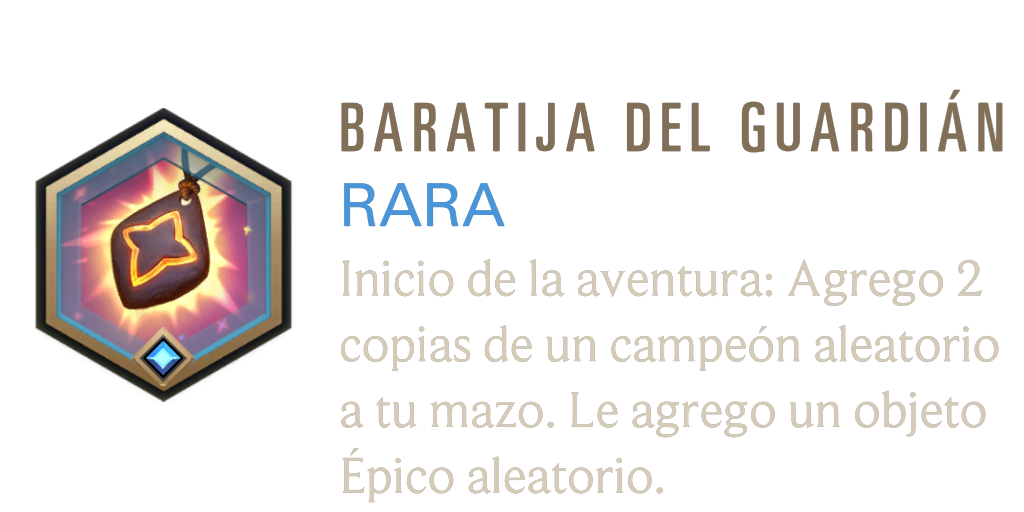 BARATIJA DEL GUARDIÁN
RARA
Inicio de la aventura: Agrego 2
copias de un campeón aleatorio
a tu mazo. Le agrego un objeto
Épico aleatorio.